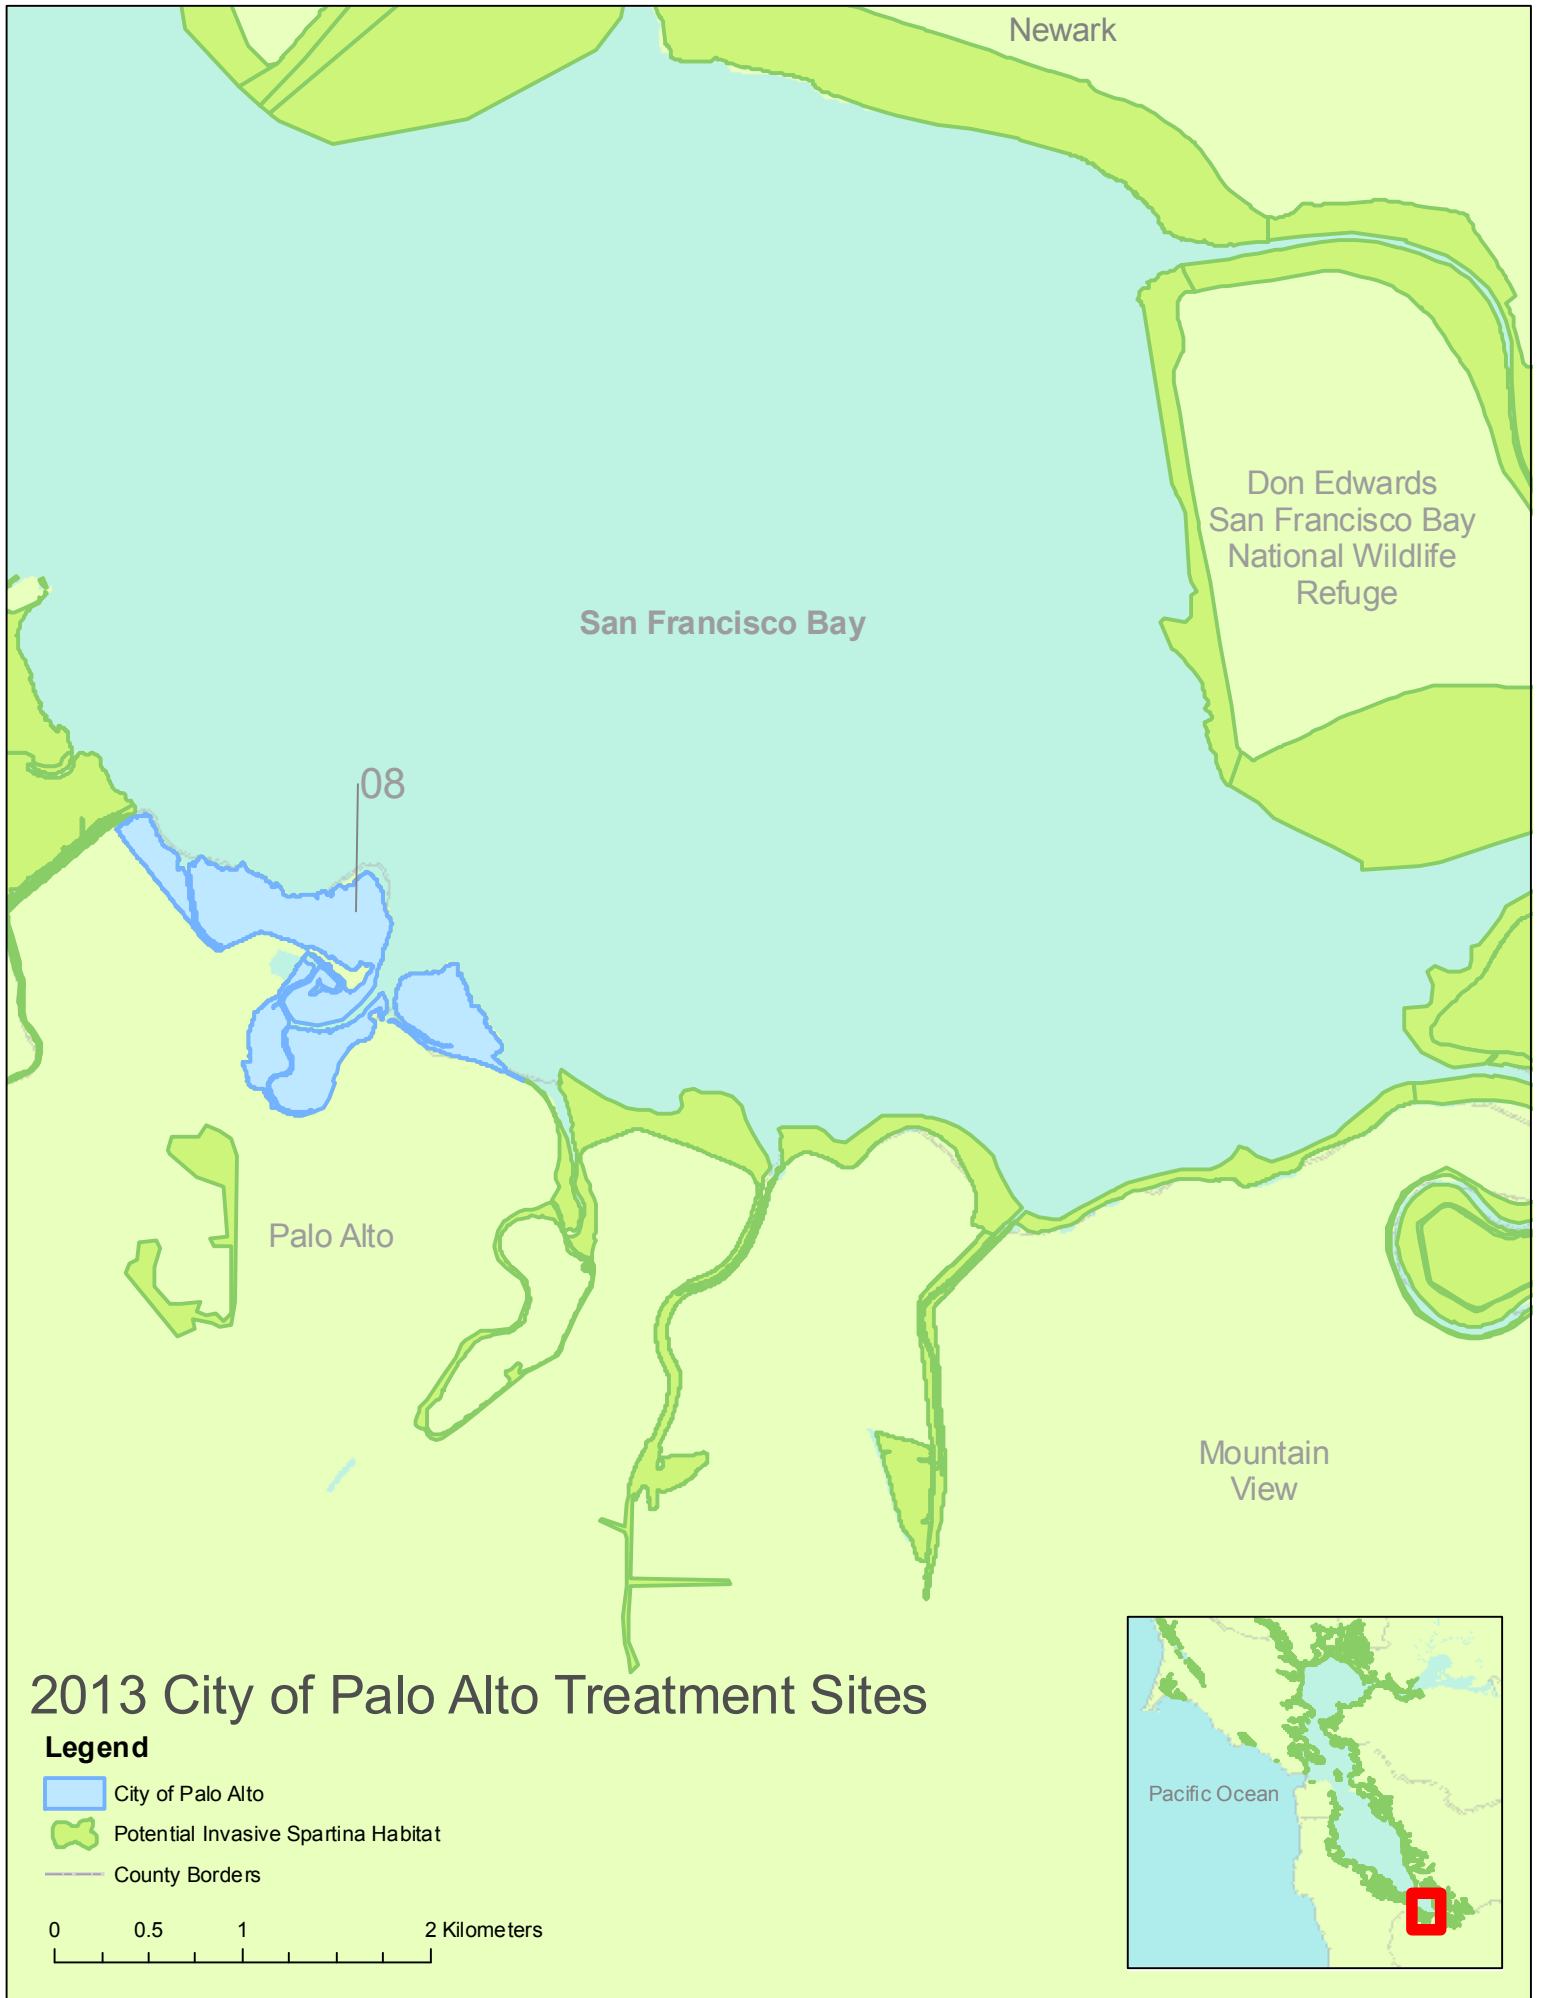 Newark
Don Edwards
San Francisco Bay
National Wildlife
Refuge
San Francisco Bay
08
Palo Alto
Mountain
View
2013 City of Palo Alto Treatment Sites
Legend
City of Palo Alto
Potential Invasive Spartina Habitat
County Borders
0 0.5 1 2 Kilometers
Pacific Ocean